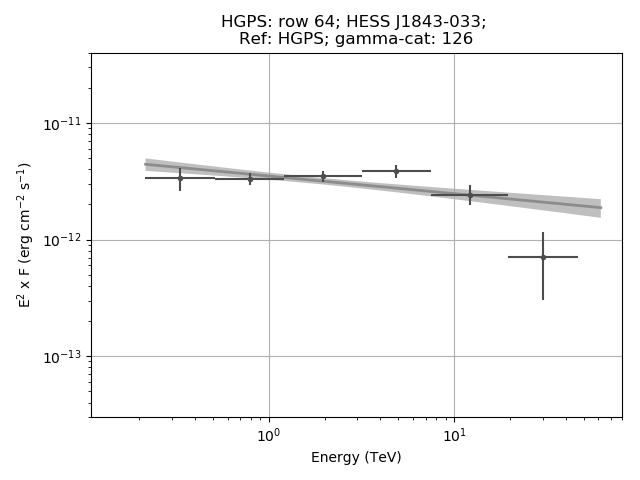 HGPS: row 64; HESS J1843-033;
Ref: HGPS; gamma-cat: 126
E² x F (erg cm⁻² s⁻¹)
10⁻¹¹
10⁻¹²
10⁻¹³
10⁰
10¹
Energy (TeV)